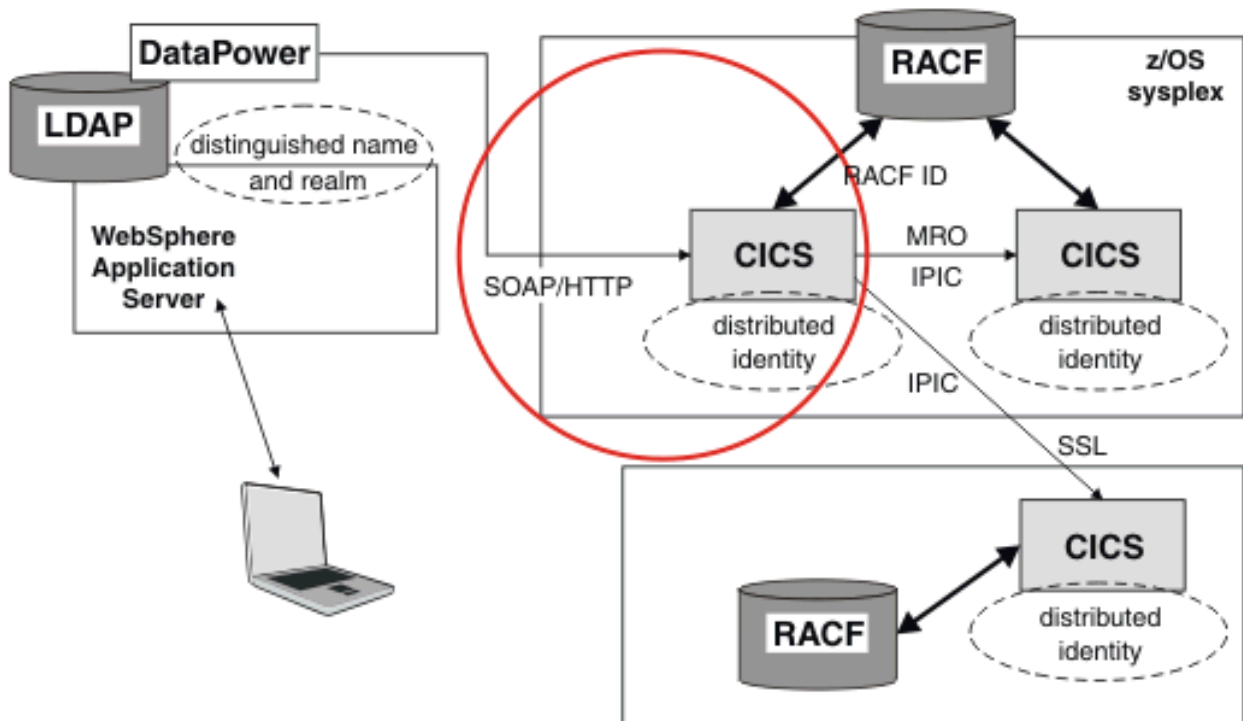 DataPower
LDAP
distinguished name
and realm
WebSphere
Application
Server
SOAP/HTTP
RACF
z/OS
sysplex
RACF ID
CICS
MRO
IPIC
CICS
distributed
identity
distributed
identity
IPIC
SSL
CICS
RACF
distributed
identity